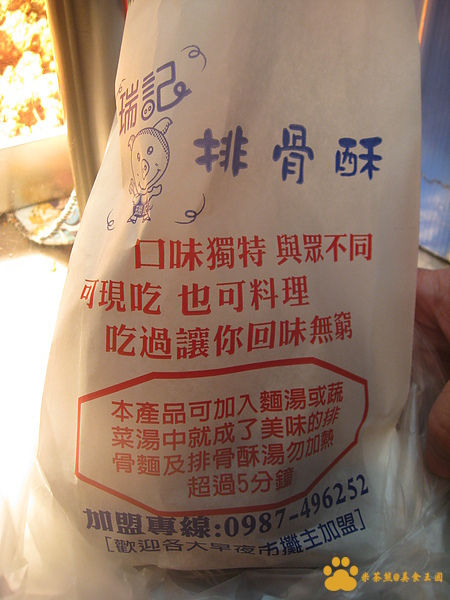 瑞記
排骨酥
口味獨特 與眾不同
可現吃 也可料理
吃過讓你回味無窮
本產品可加入麵湯或蔬
菜湯中就成了美味的排
骨麵及排骨酥湯勿加熱
超過5分鐘
加盟專線:0987-496252
[歡迎各大早夜市攤主加盟]
米茶熊@美食王國